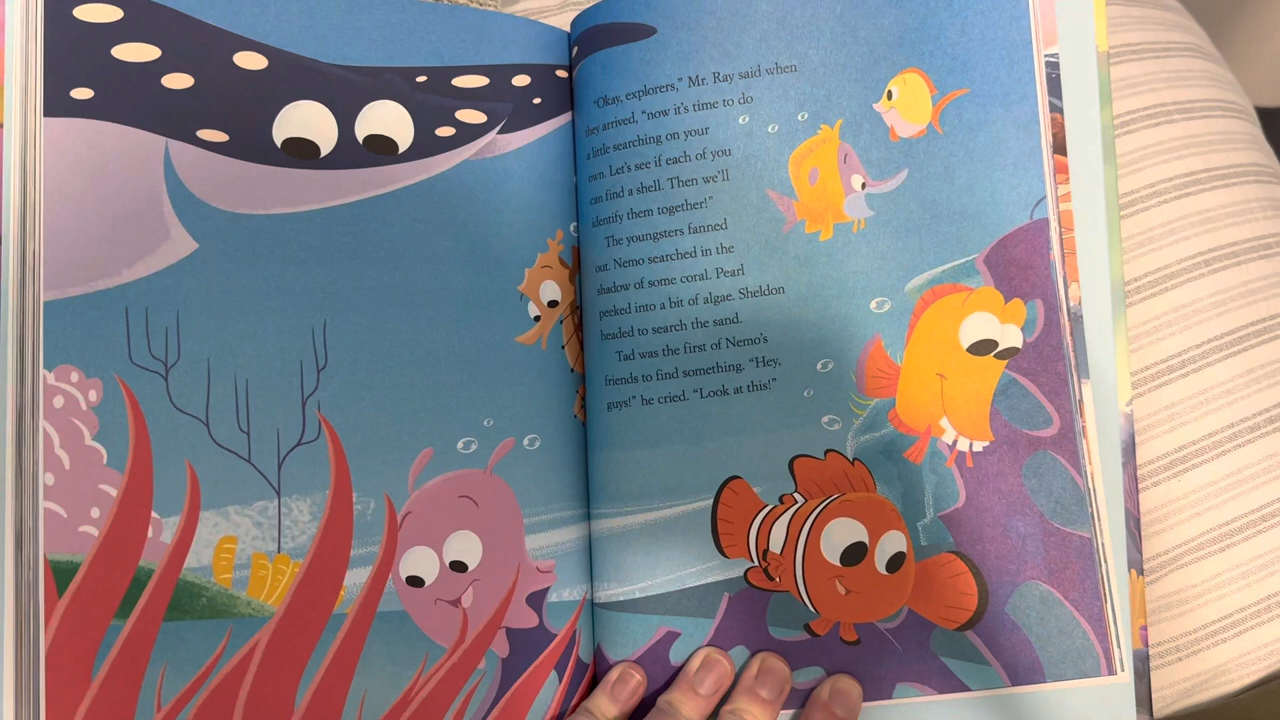 "Okay, explorers," Mr. Ray said when
they arrived, "now it's time to do
a little searching on your
own. Let's see if each of you
can find a shell. Then we'll
identify them together!"
The youngsters fanned
out. Nemo searched in the
shadow of some coral. Pearl
peeked into a bit of algae. Sheldon
headed to search the sand.
Tad was the first of Nemo's
friends to find something. "Hey,
guys!" he cried. "Look at this!"